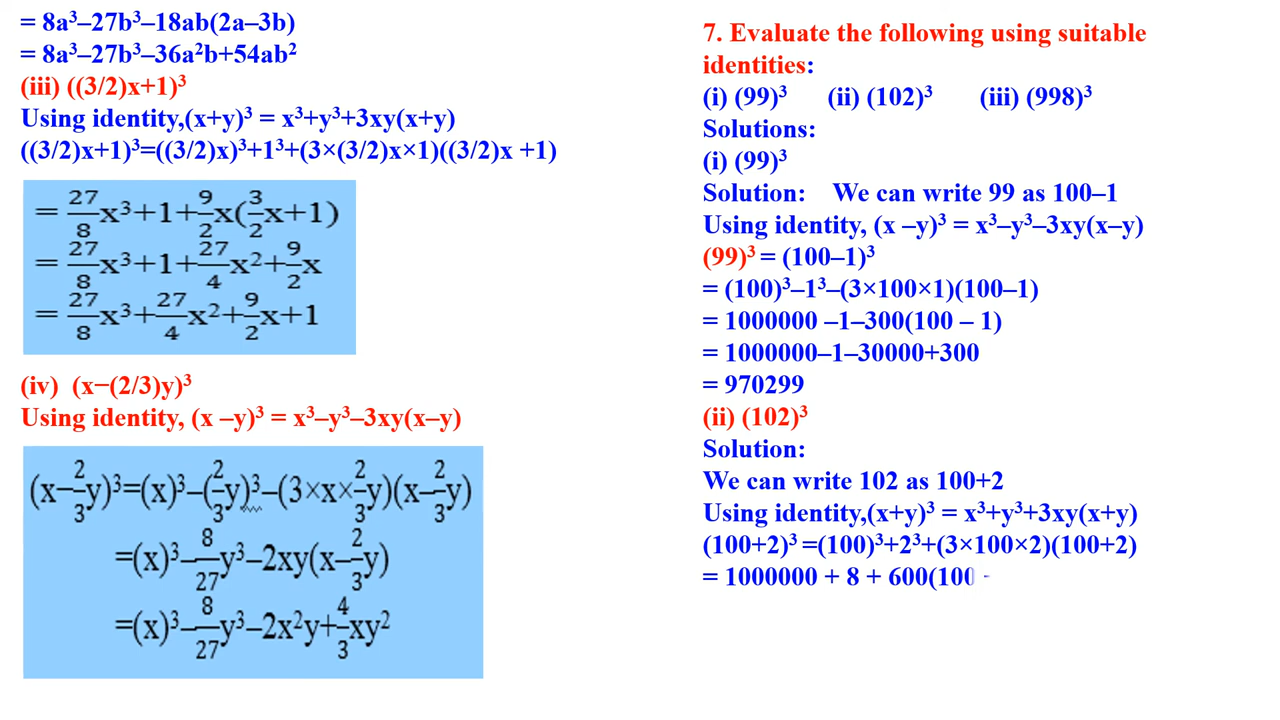 = 8a³–27b³–18ab(2a–3b)
= 8a³–27b³–36a²b+54ab²
(iii) ((3/2)x+1)³
Using identity,(x+y)³ = x³+y³+3xy(x+y)
((3/2)x+1)³=((3/2)x)³+1³+(3×(3/2)x×1)((3/2)x +1)
= 27/8x³+1+9/2x(3/2x+1)
= 27/8x³+1+27/4x²+9/2x
= 27/8x³+27/4x²+9/2x+1
(iv) (x−(2/3)y)³
Using identity, (x –y)³ = x³–y³–3xy(x–y)
(x–2/3y)³=(x)³–(2/3y)³–(3×x×2/3y)(x–2/3y)
=(x)³–8/27y³–2xy(x–2/3y)
=(x)³–8/27y³–2x²y+4/3xy²
7. Evaluate the following using suitable
identities:
(i) (99)³ (ii) (102)³ (iii) (998)³
Solutions:
(i) (99)³
Solution: We can write 99 as 100–1
Using identity, (x –y)³ = x³–y³–3xy(x–y)
(99)³ = (100–1)³
= (100)³–1³–(3×100×1)(100–1)
= 1000000 –1–300(100 – 1)
= 1000000–1–30000+300
= 970299
(ii) (102)³
Solution:
We can write 102 as 100+2
Using identity,(x+y)³ = x³+y³+3xy(x+y)
(100+2)³ =(100)³+2³+(3×100×2)(100+2)
= 1000000 + 8 + 600(100